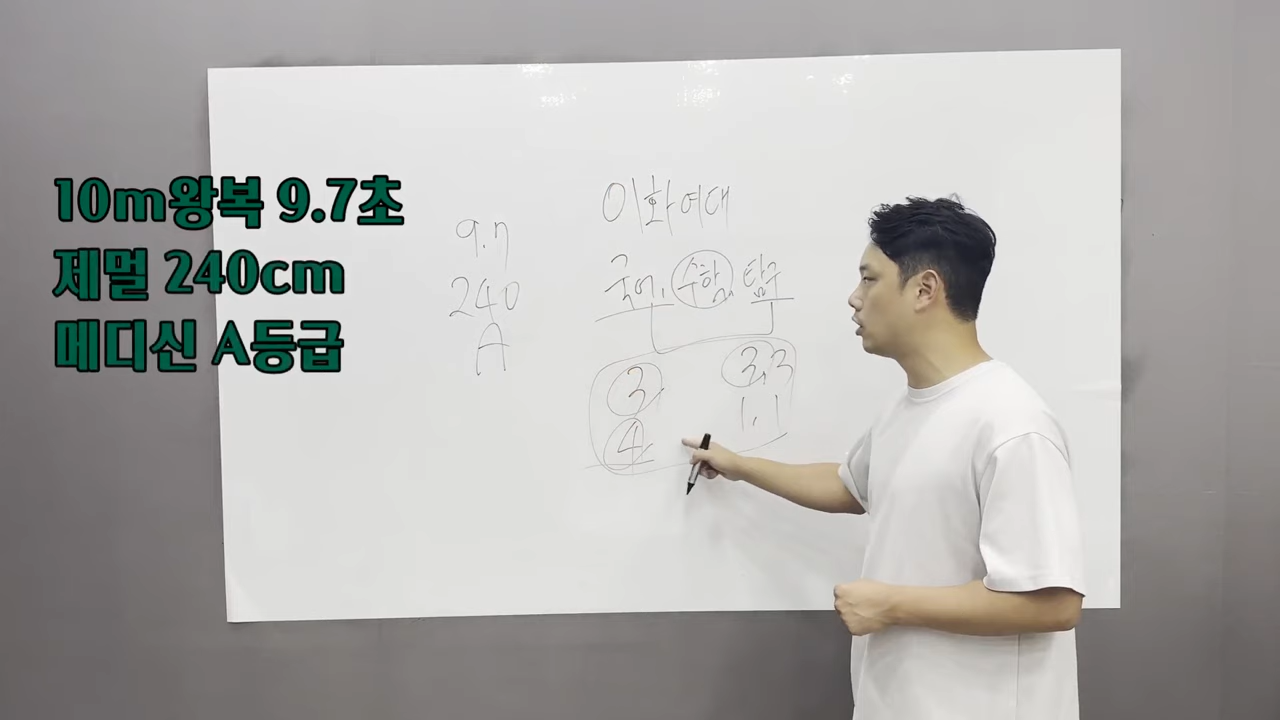 10m왕복 9.7초
제멀 240cm
메디신 A등급
9.7
240
A
이화여대
국어, 수학, 탐구
3, 3,3
4, 1.1